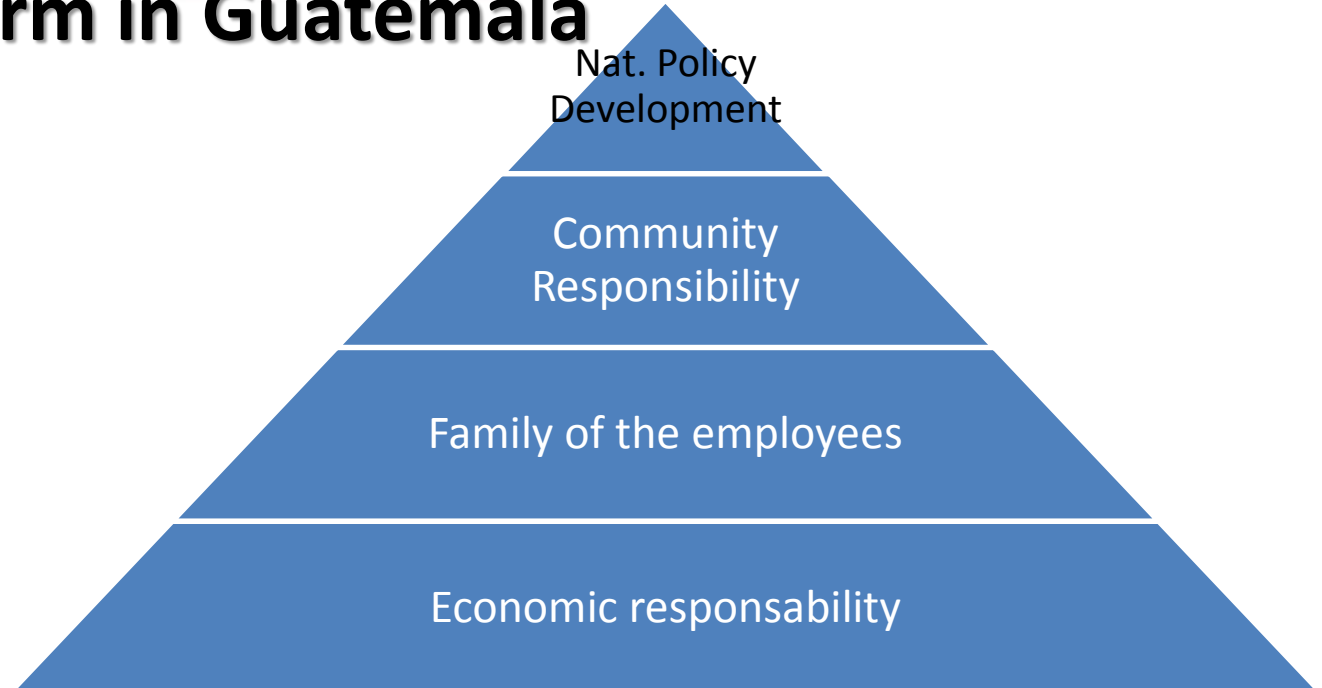 rm in Guatemala
Nat. Policy
Development
Community
Responsibility
Family of the employees
Economic responsability